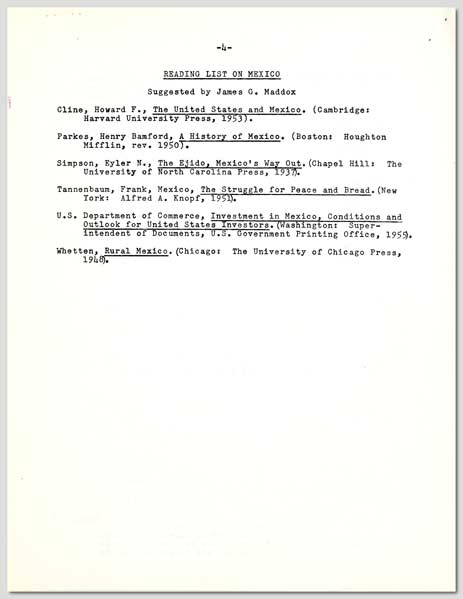 -4-
READING LIST ON MEXICO
Suggested by James G. Maddox
Cline, Howard F., The United States and Mexico. (Cambridge:
Harvard University Press, 1953).
Parkes, Henry Bamford, A History of Mexico. (Boston: Houghton
Mifflin, rev. 1950).
Simpson, Eyler N., The Ejido, Mexico's Way Out. (Chapel Hill: The
University of North Carolina Press, 1937).
Tannenbaum, Frank, Mexico, The Struggle for Peace and Bread. (New
York: Alfred A. Knopf, 1951).
U.S. Department of Commerce, Investment in Mexico, Conditions and
Outlook for United States Investors. (Washington: Super-
intendent of Documents, U.S. Government Printing Office, 1955).
Whetten, Rural Mexico. (Chicago: The University of Chicago Press,
1948).